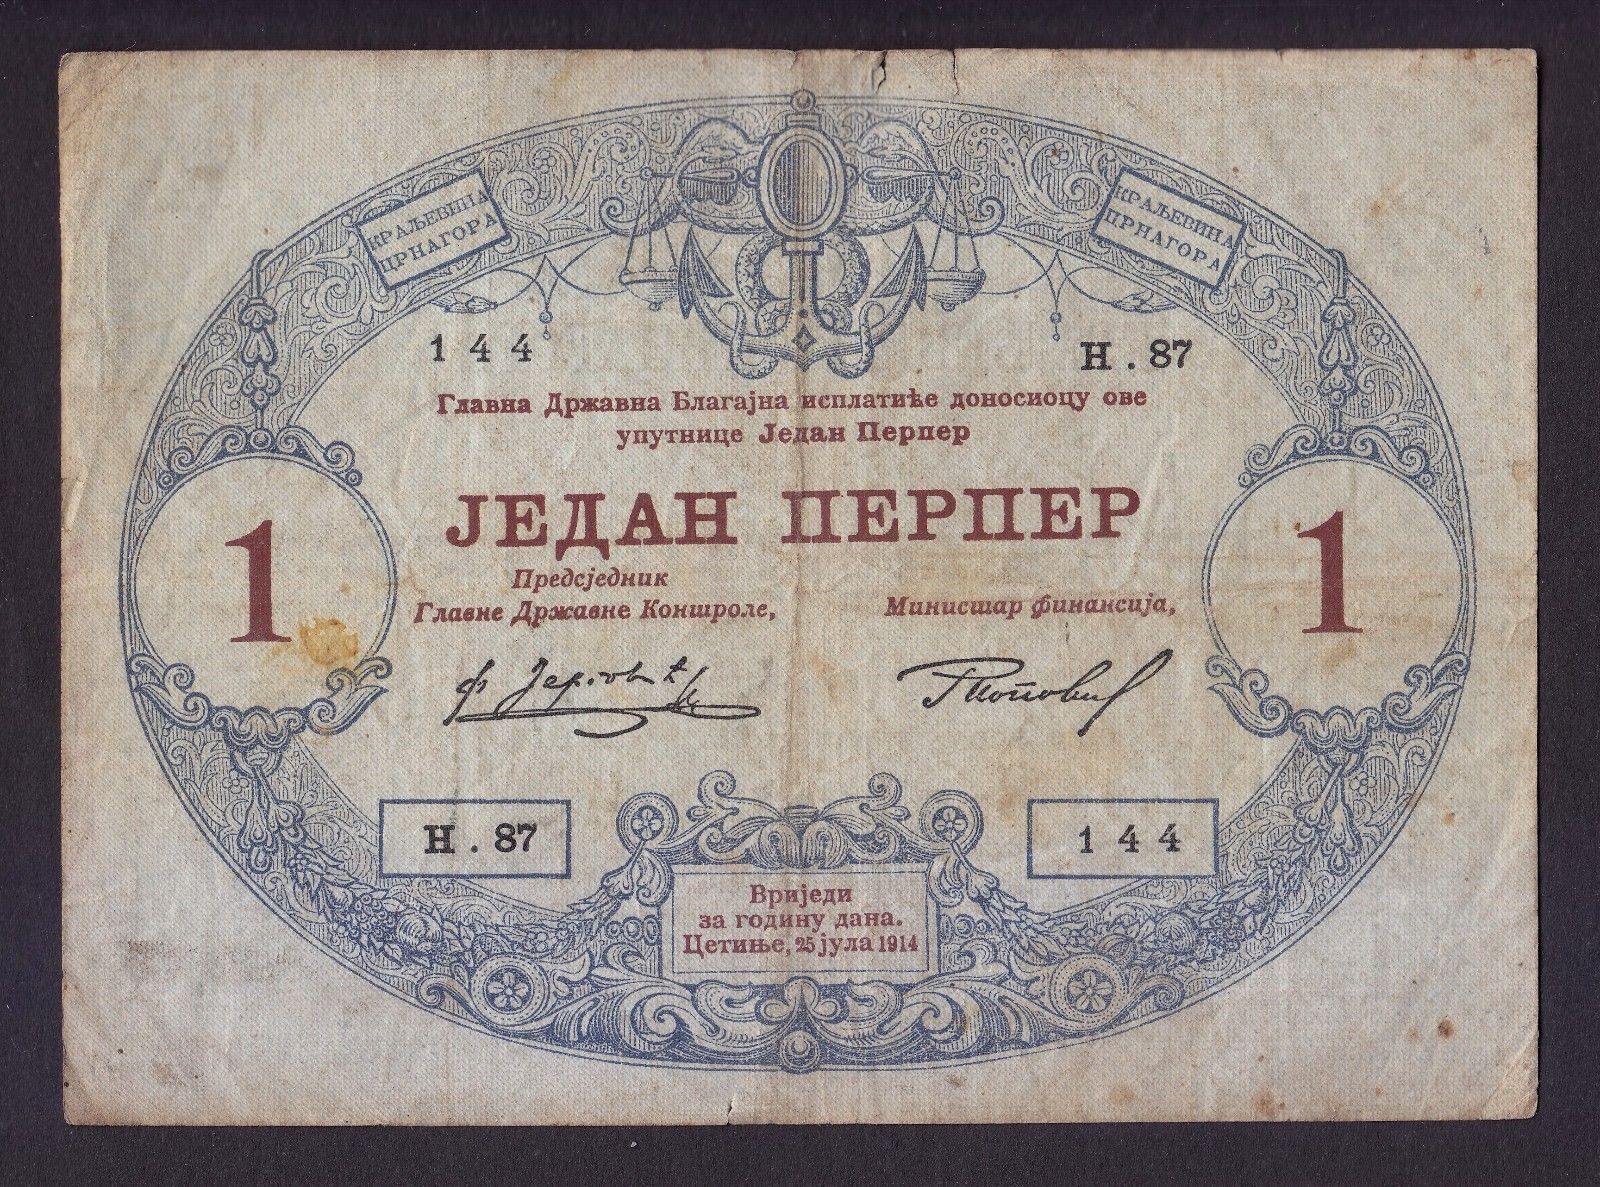 КРАЉЕВИНА
ЦРНАГОРА
КРАЉЕВИНА
ЦРНАГОРА
144
Н. 87
Главна Државна Благајна исплатиће доносиоцу ове
упутнице Један Перпер
ЈЕДАН ПЕРПЕР
1
1
Предсједник
Главне Државне Контроле,
Министар финансија,
Н. 87
144
Вриједи
за годину дана.
Цетиње, 25 јула 1914